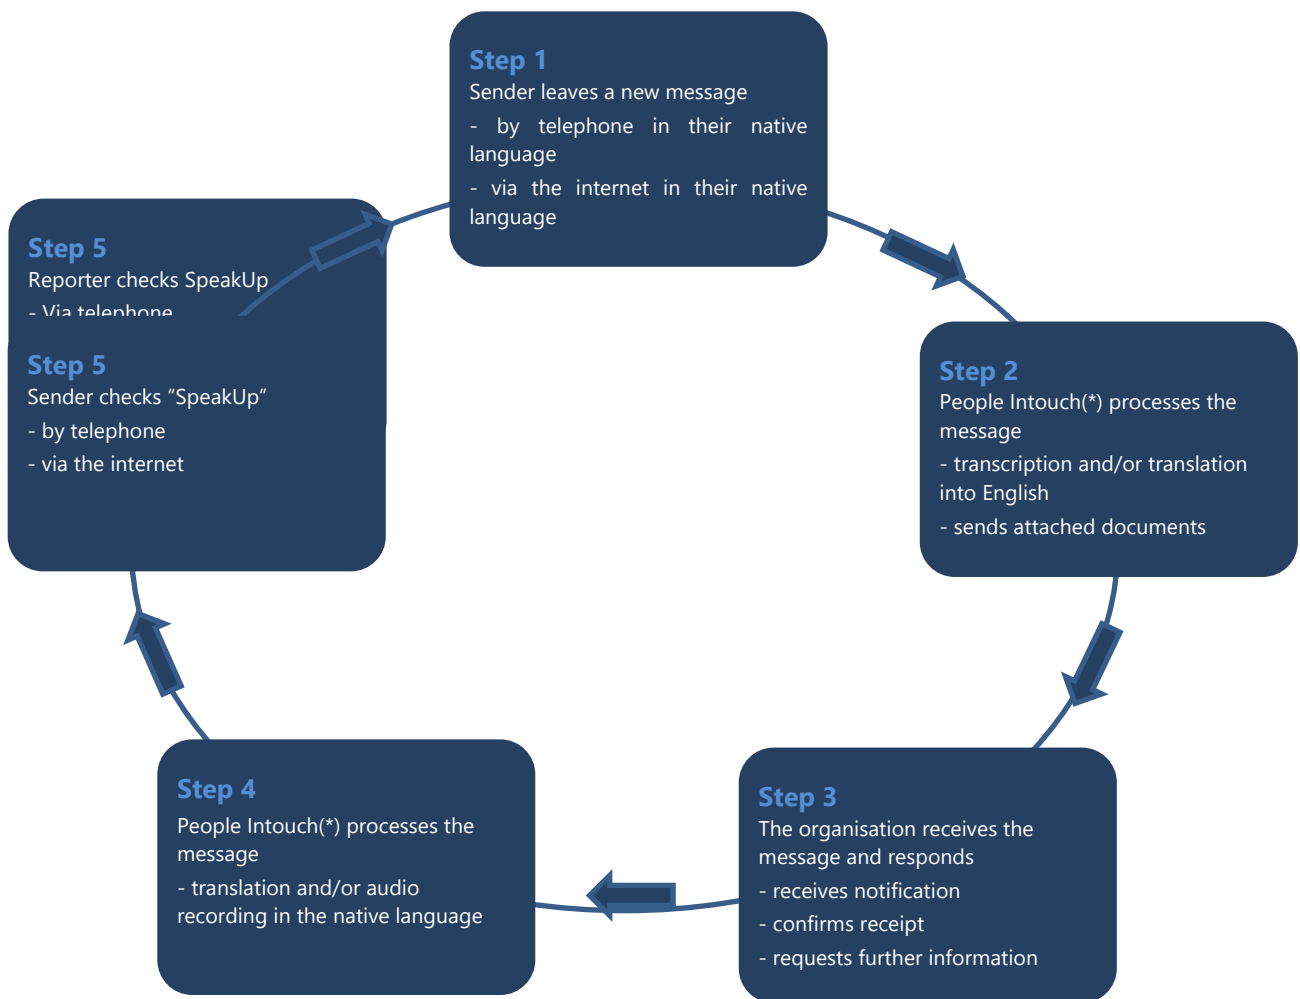 Step 1
Sender leaves a new message
- by telephone in their native
language
- via the internet in their native
language
Step 2
People Intouch(*) processes the
message
- transcription and/or translation
into English
- sends attached documents
Step 3
The organisation receives the
message and responds
- receives notification
- confirms receipt
- requests further information
Step 4
People Intouch(*) processes the
message
- translation and/or audio
recording in the native language
Step 5
Reporter checks SpeakUp
- Via telephone
Step 5
Sender checks “SpeakUp”
- by telephone
- via the internet